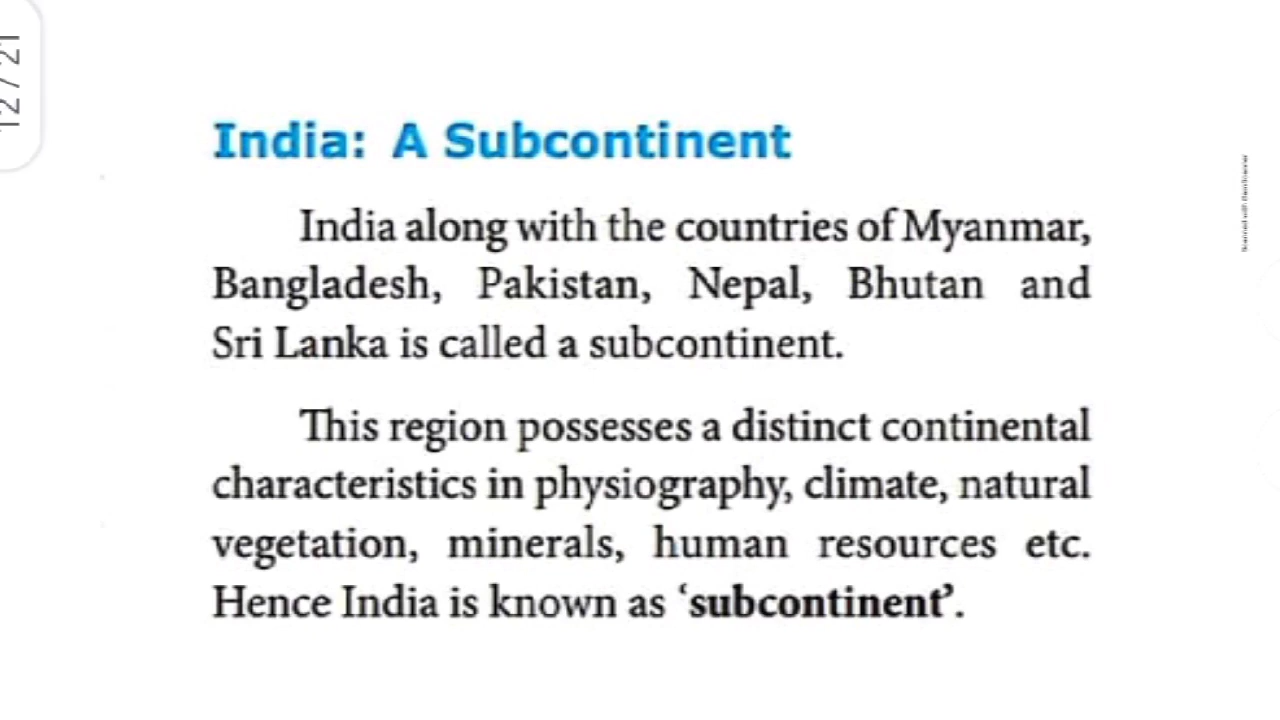 12 / 21
India: A Subcontinent
India along with the countries of Myanmar,
Bangladesh, Pakistan, Nepal, Bhutan and
Sri Lanka is called a subcontinent.
This region possesses a distinct continental
characteristics in physiography, climate, natural
vegetation, minerals, human resources etc.
Hence India is known as ‘subcontinent’.